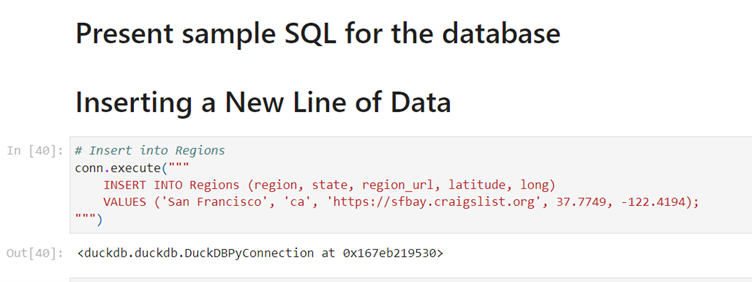 Present sample SQL for the database
Inserting a New Line of Data
In [40]: # Insert into Regions
conn.execute("""
    INSERT INTO Regions (region, state, region_url, latitude, long)
    VALUES ('San Francisco', 'ca', 'https://sfbay.craigslist.org', 37.7749, -122.4194);
""")
Out[40]: <duckdb.duckdb.DuckDBPyConnection at 0x167eb219530>